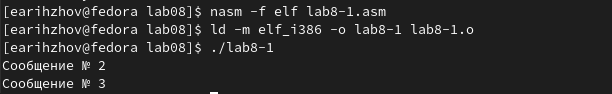 [earihzhov@fedora lab08]$ nasm -f elf lab8-1.asm
[earihzhov@fedora lab08]$ ld -m elf_i386 -o lab8-1 lab8-1.o
[earihzhov@fedora lab08]$ ./lab8-1
Сообщение № 2
Сообщение № 3